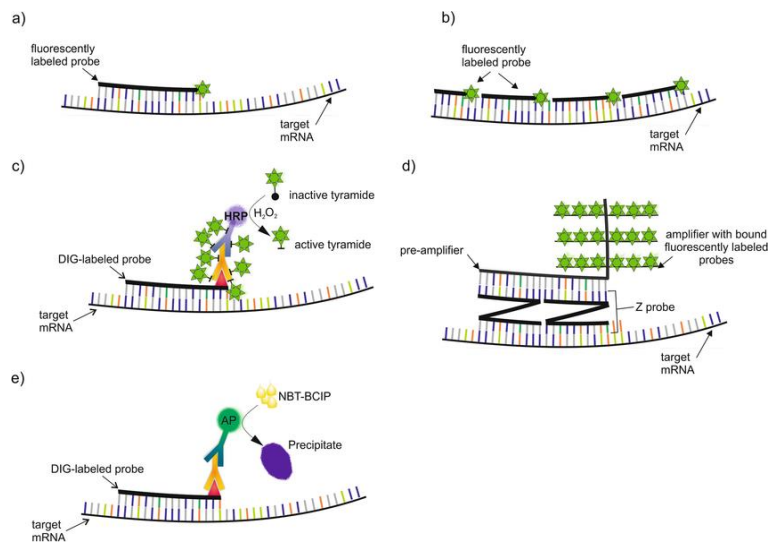 a)
fluorescently
labeled probe
target
mRNA
b)
fluorescently
labeled probe
target
mRNA
c)
inactive tyramide
HRP
H2O2
active tyramide
DIG-labeled probe
target
mRNA
d)
pre-amplifier
amplifier with bound
fluorescently labeled
probes
Z probe
target
mRNA
e)
NBT-BCIP
AP
Precipitate
DIG-labeled probe
target
mRNA